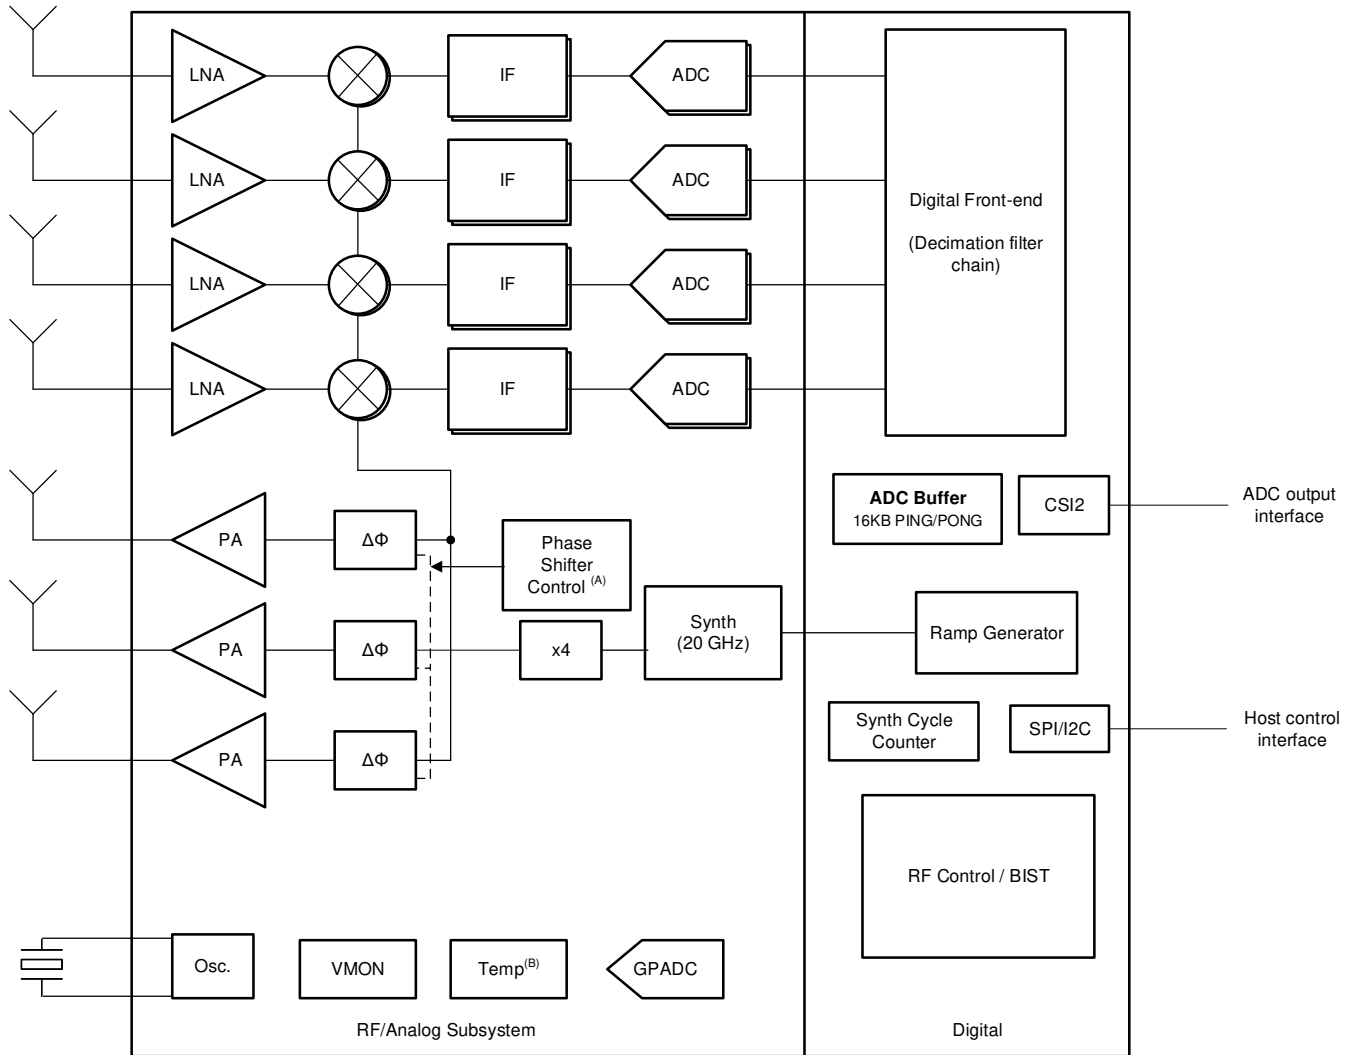 LNA
IF
ADC
LNA
IF
ADC
LNA
IF
ADC
LNA
IF
ADC
Digital Front-end
(Decimation filter
chain)
ADC Buffer
16KB PING/PONG
CSI2
ADC output
interface
PA
ΔΦ
Phase
Shifter
Control (A)
PA
ΔΦ
x4
Synth
(20 GHz)
Ramp Generator
PA
ΔΦ
Synth Cycle
Counter
SPI/I2C
Host control
interface
RF Control / BIST
Osc.
VMON
Temp(B)
GPADC
RF/Analog Subsystem
Digital